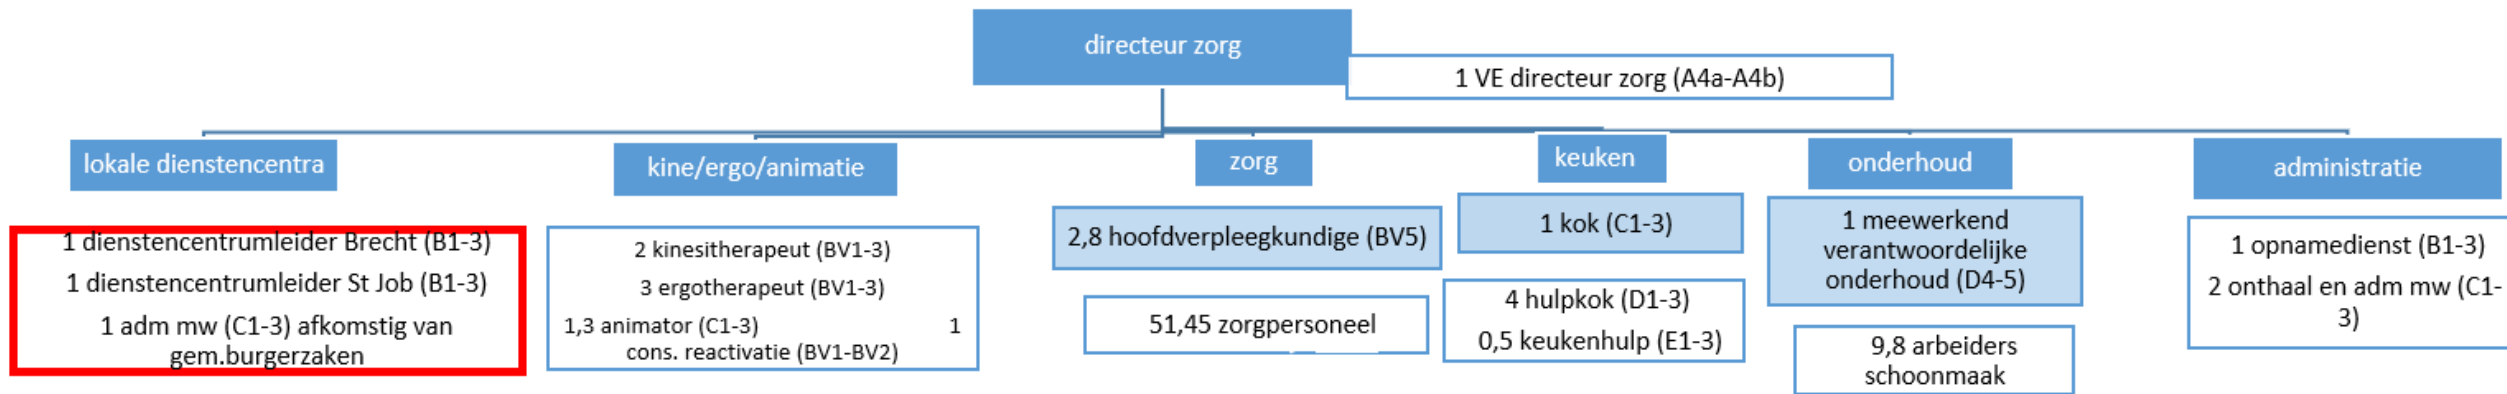 directeur zorg
1 VE directeur zorg (A4a-A4b)
lokale dienstencentra
1 dienstencentrumleider Brecht (B1-3)
1 dienstencentrumleider St Job (B1-3)
1 adm mw (C1-3) afkomstig van
gem.burgerzaken
kine/ergo/animatie
2 kinesitherapeut (BV1-3)
3 ergotherapeut (BV1-3)
1,3 animator (C1-3) 1
cons. reactivatie (BV1-BV2)
zorg
2,8 hoofdverpleegkundige (BV5)
51,45 zorgpersoneel
keuken
1 kok (C1-3)
4 hulpkok (D1-3)
0,5 keukenhulp (E1-3)
onderhoud
1 meewerkend
verantwoordelijke
onderhoud (D4-5)
9,8 arbeiders
schoonmaak
administratie
1 opnamedienst (B1-3)
2 onthaal en adm mw (C1-
3)